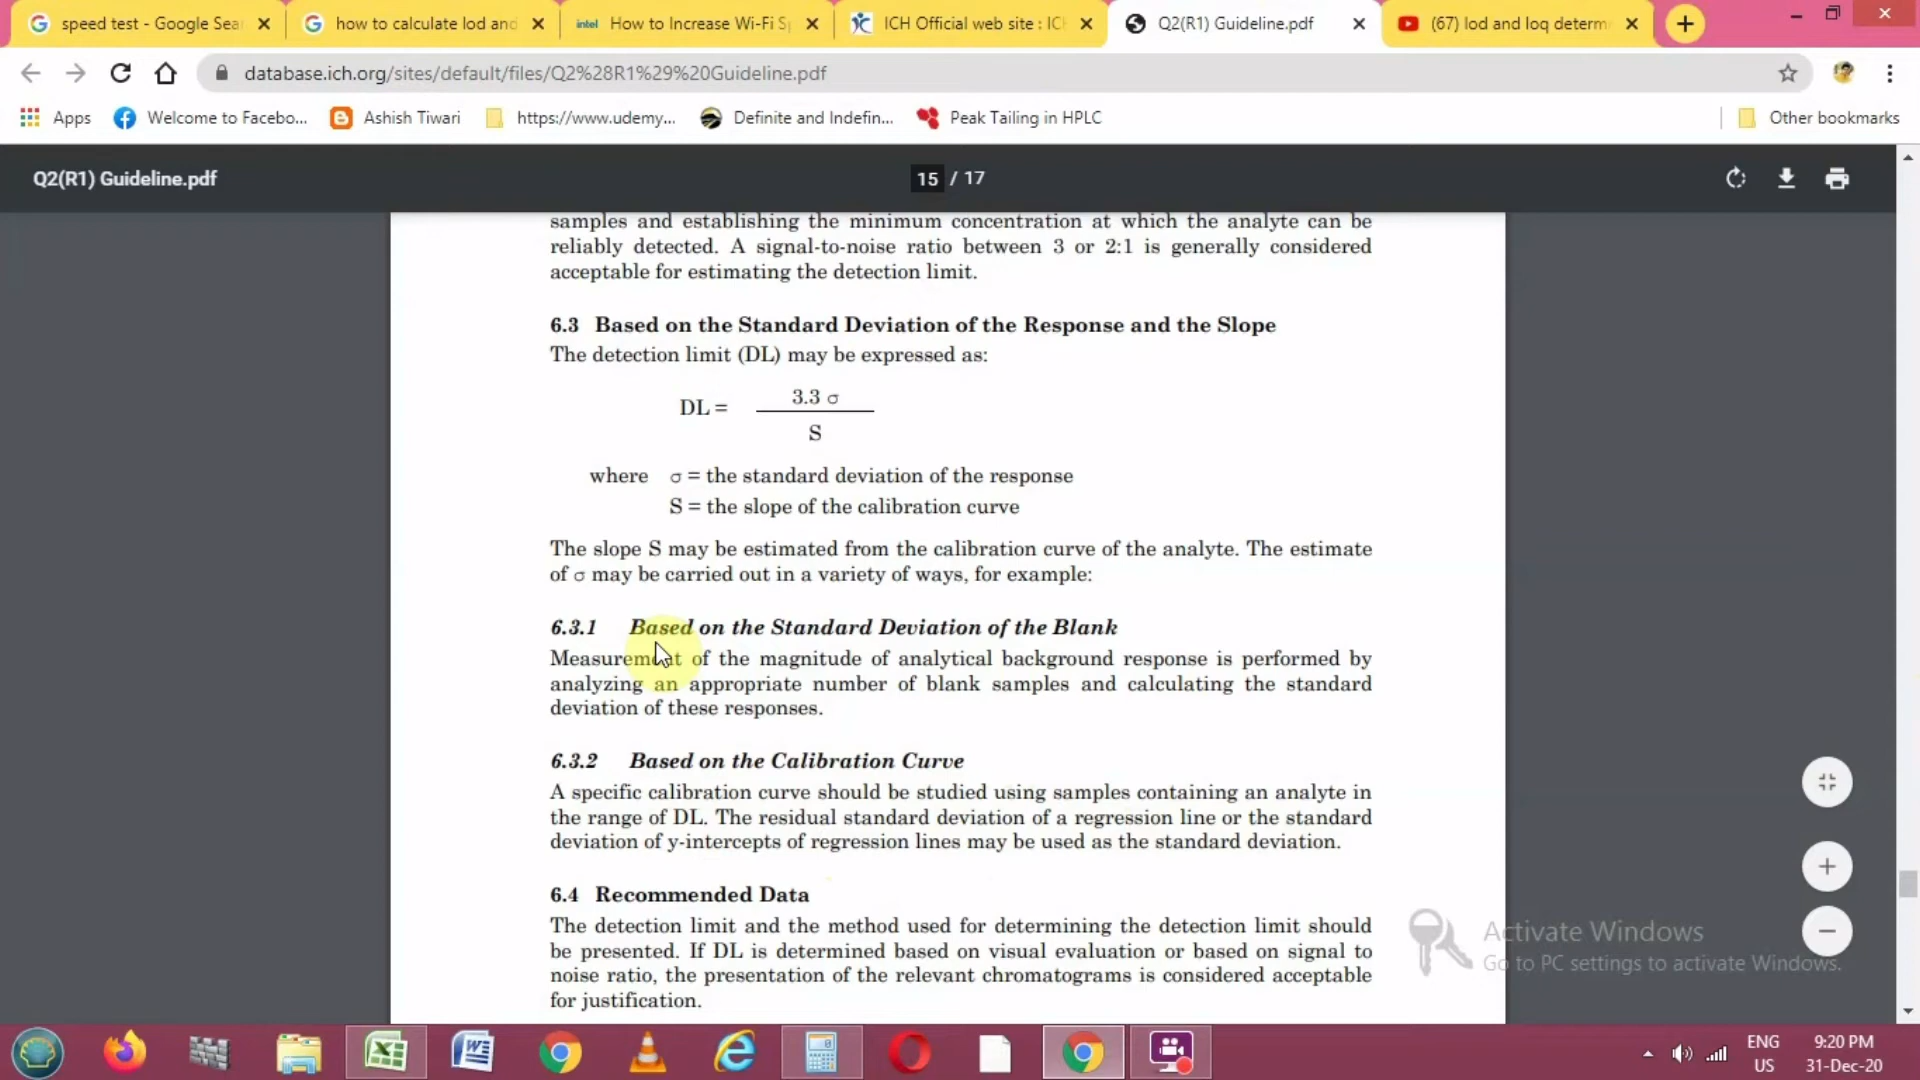 speed test - Google Sea
how to calculate lod and
intel How to Increase Wi-Fi S
ICH Official web site : ICH
Q2(R1) Guideline.pdf
(67) lod and loq determ
database.ich.org/sites/default/files/Q2%28R1%29%20Guideline.pdf
Apps
Welcome to Facebo...
Ashish Tiwari
https://www.udemy...
Definite and Indefin...
Peak Tailing in HPLC
Other bookmarks
Q2(R1) Guideline.pdf
15 / 17
samples and establishing the minimum concentration at which the analyte can be
reliably detected. A signal-to-noise ratio between 3 or 2:1 is generally considered
acceptable for estimating the detection limit.
6.3 Based on the Standard Deviation of the Response and the Slope
The detection limit (DL) may be expressed as:
3.3 σ
DL =
S
where σ = the standard deviation of the response
S = the slope of the calibration curve
The slope S may be estimated from the calibration curve of the analyte. The estimate
of σ may be carried out in a variety of ways, for example:
6.3.1 Based on the Standard Deviation of the Blank
Measurement of the magnitude of analytical background response is performed by
analyzing an appropriate number of blank samples and calculating the standard
deviation of these responses.
6.3.2 Based on the Calibration Curve
A specific calibration curve should be studied using samples containing an analyte in
the range of DL. The residual standard deviation of a regression line or the standard
deviation of y-intercepts of regression lines may be used as the standard deviation.
6.4 Recommended Data
The detection limit and the method used for determining the detection limit should
be presented. If DL is determined based on visual evaluation or based on signal to
noise ratio, the presentation of the relevant chromatograms is considered acceptable
for justification.
Activate Windows
Go to PC settings to activate Windows.
ENG
US
9:20 PM
31-Dec-20